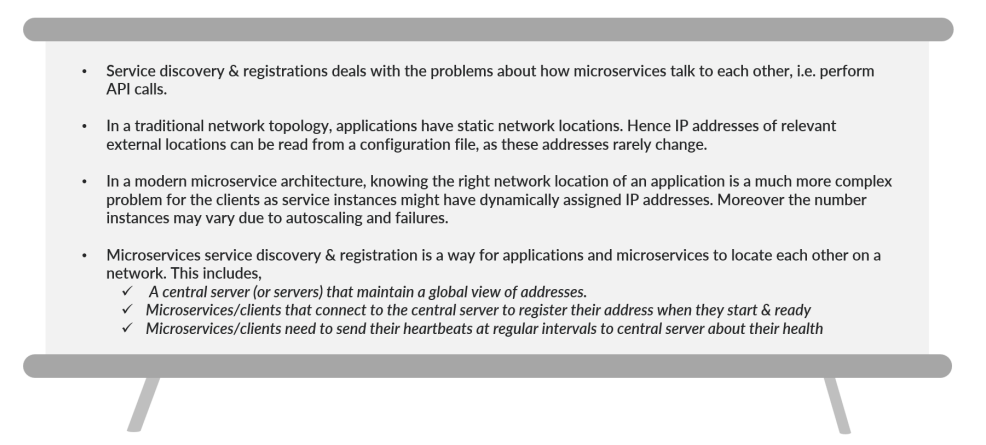 • Service discovery & registrations deals with the problems about how microservices talk to each other, i.e. perform
API calls.
• In a traditional network topology, applications have static network locations. Hence IP addresses of relevant
external locations can be read from a configuration file, as these addresses rarely change.
• In a modern microservice architecture, knowing the right network location of an application is a much more complex
problem for the clients as service instances might have dynamically assigned IP addresses. Moreover the number
instances may vary due to autoscaling and failures.
• Microservices service discovery & registration is a way for applications and microservices to locate each other on a
network. This includes,
✓ A central server (or servers) that maintain a global view of addresses.
✓ Microservices/clients that connect to the central server to register their address when they start & ready
✓ Microservices/clients need to send their heartbeats at regular intervals to central server about their health